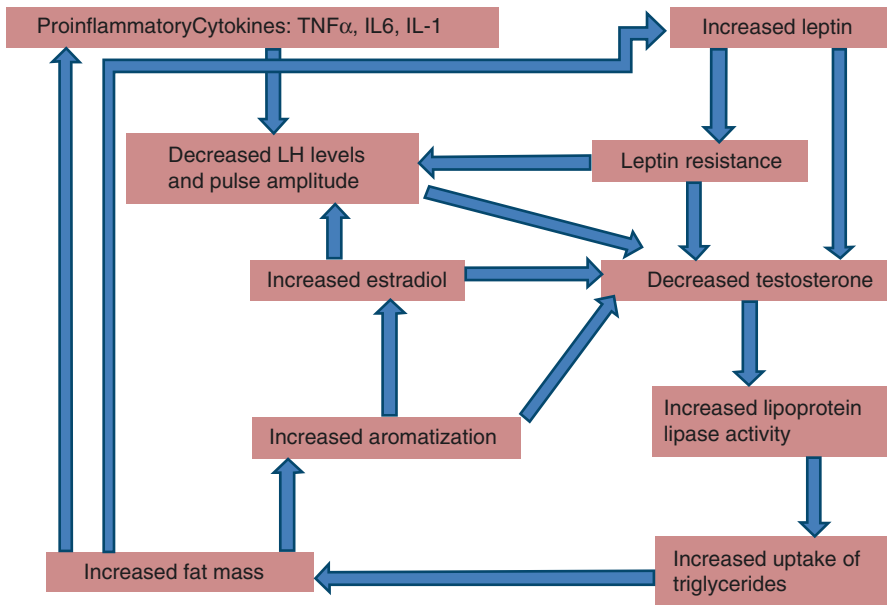 ProinflammatoryCytokines: TNFα, IL6, IL-1
Increased leptin
Decreased LH levels
and pulse amplitude
Leptin resistance
Increased estradiol
Decreased testosterone
Increased aromatization
Increased lipoprotein
lipase activity
Increased fat mass
Increased uptake of
triglycerides